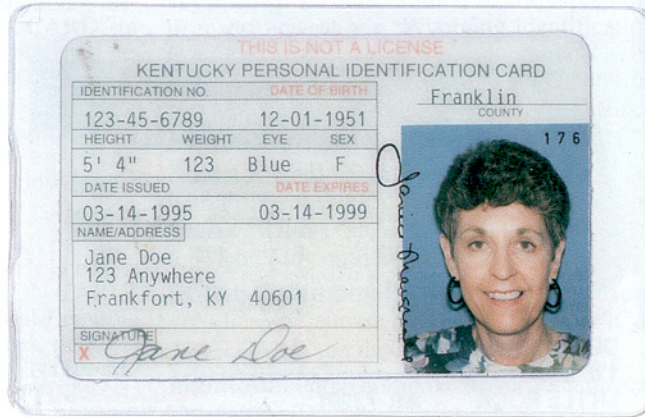 THIS IS NOT A LICENSE
KENTUCKY PERSONAL IDENTIFICATION CARD
IDENTIFICATION NO. DATE OF BIRTH
123-45-6789 12-01-1951
HEIGHT WEIGHT EYE SEX
5' 4" 123 Blue F
DATE ISSUED DATE EXPIRES
03-14-1995 03-14-1999
NAME/ADDRESS
Jane Doe
123 Anywhere
Frankfort, KY 40601
SIGNATURE
X Jane Doe
Franklin
COUNTY
176